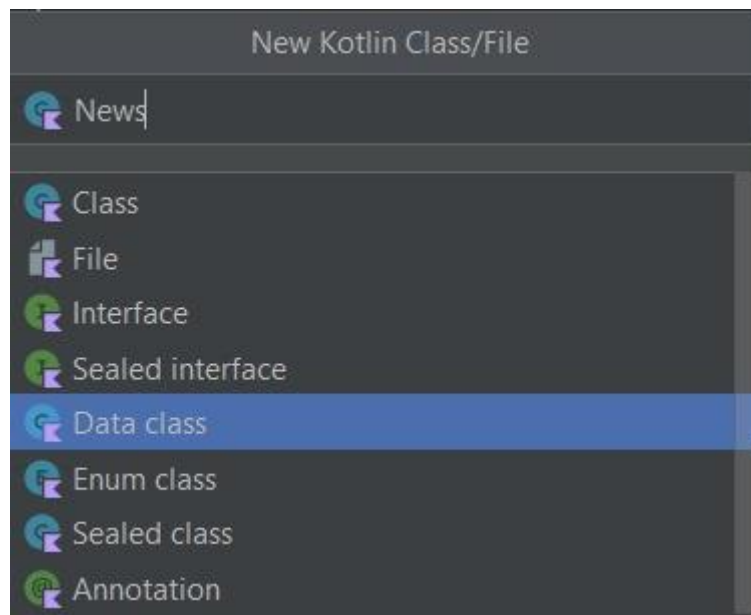 New Kotlin Class/File
News
Class
File
Interface
Sealed interface
Data class
Enum class
Sealed class
Annotation